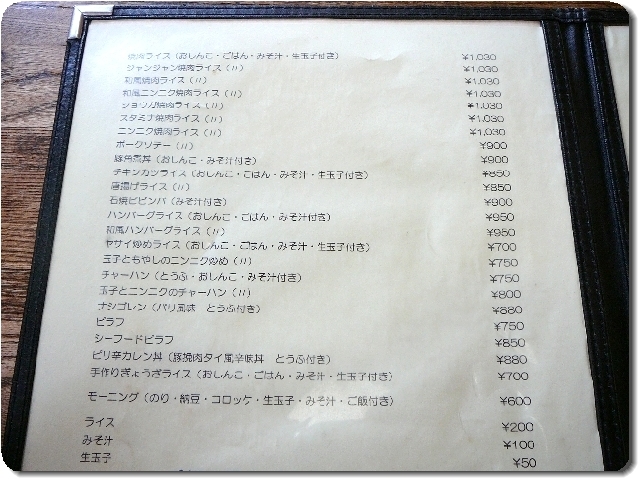 焼肉ライス（おしんこ・ごはん・みそ汁・生玉子付き） ¥1,030
ジャンジャン焼肉ライス（〃） ¥1,030
和風焼肉ライス（〃） ¥1,030
和風ニンニク焼肉ライス（〃） ¥1,030
ショウガ焼肉ライス（〃） ¥1,030
スタミナ焼肉ライス（〃） ¥1,030
ニンニク焼肉ライス（〃） ¥1,030
ポークソテー（〃） ¥900
豚角煮丼（おしんこ・みそ汁付き） ¥900
チキンカツライス（おしんこ・ごはん・みそ汁・生玉子付き） ¥850
唐揚げライス（〃） ¥850
石焼ビビンバ（みそ汁付き） ¥900
ハンバーグライス（おしんこ・ごはん・みそ汁付き） ¥950
和風ハンバーグライス（〃） ¥950
ヤサイ炒めライス（おしんこ・ごはん・みそ汁・生玉子付き） ¥700
玉子ともやしのニンニク炒め（〃） ¥750
チャーハン（とうふ・おしんこ・みそ汁付き） ¥750
玉子とニンニクのチャーハン（〃） ¥800
ナシゴレン（バリ風味　とうふ付き） ¥880
ピラフ ¥750
シーフードピラフ ¥850
ピリ辛カレン丼（豚挽肉タイ風辛味丼　とうふ付き） ¥880
手作りぎょうざライス（おしんこ・ごはん・みそ汁・生玉子付き） ¥700
モーニング（のり・納豆・コロッケ・生玉子・みそ汁・ご飯付き） ¥600
ライス ¥200
みそ汁 ¥100
生玉子 ¥50